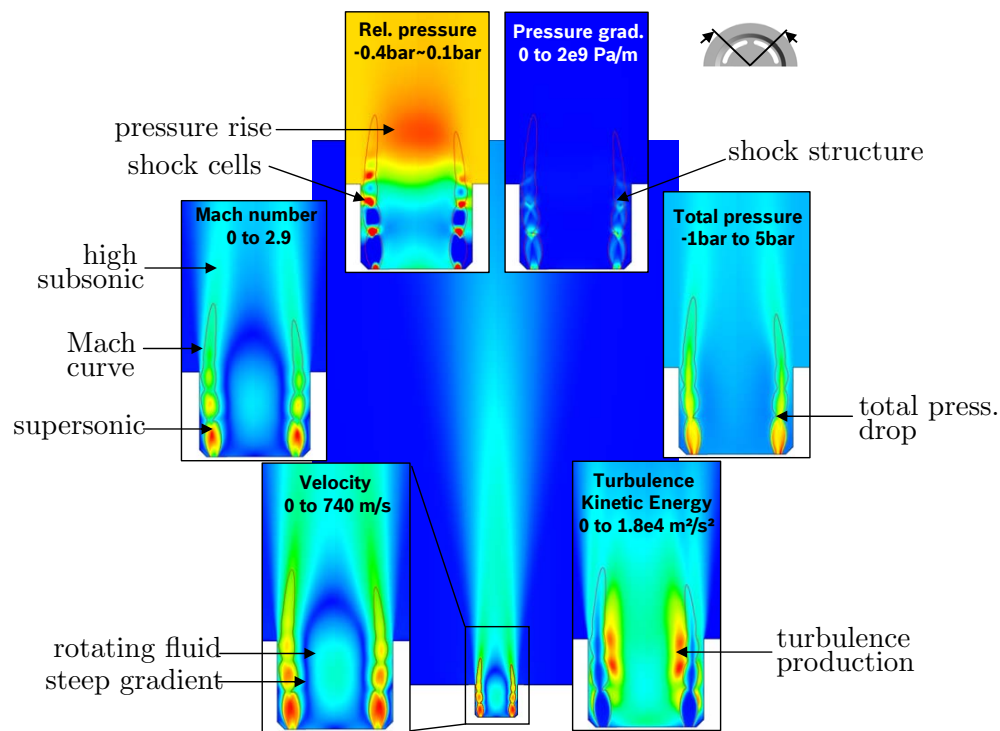 Rel. pressure
-0.4bar~0.1bar
Pressure grad.
0 to 2e9 Pa/m
pressure rise
shock cells
shock structure
Mach number
0 to 2.9
Total pressure
-1bar to 5bar
high
subsonic
Mach
curve
supersonic
total press.
drop
Velocity
0 to 740 m/s
Turbulence
Kinetic Energy
0 to 1.8e4 m²/s²
rotating fluid
steep gradient
turbulence
production